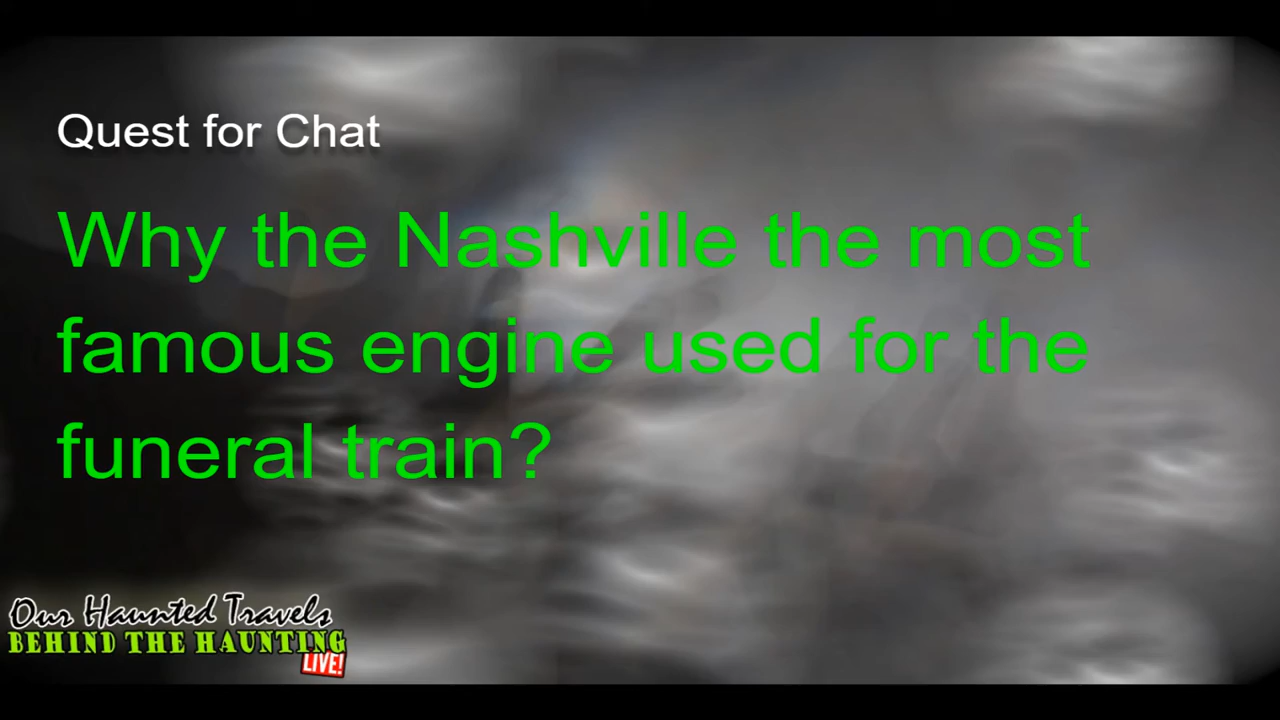 Quest for Chat
Why the Nashville the most
famous engine used for the
funeral train?
Our Haunted Travels
BEHIND THE HAUNTING
LIVE!